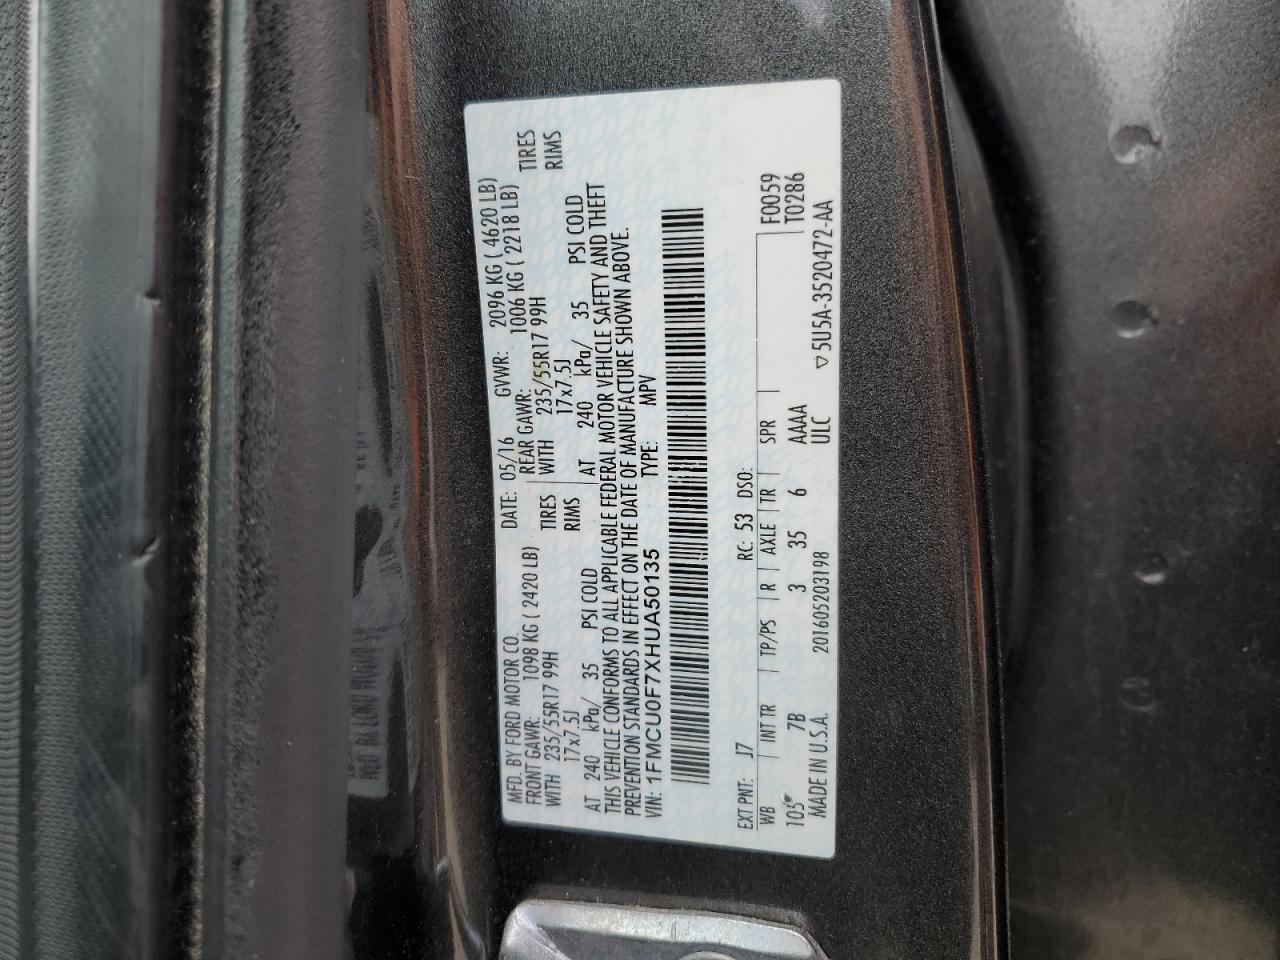 MFD. BY FORD MOTOR CO.
DATE: 05/16 GVWR: 2096 KG ( 4620 LB)
FRONT GAWR: 1098 KG ( 2420 LB) REAR GAWR: 1006 KG ( 2218 LB)
WITH 235/55R17 99H TIRES WITH 235/55R17 99H TIRES
17x7.5J RIMS 17x7.5J RIMS
AT 240 kPa/ 35 PSI COLD AT 240 kPa/ 35 PSI COLD
THIS VEHICLE CONFORMS TO ALL APPLICABLE FEDERAL MOTOR VEHICLE SAFETY AND THEFT
PREVENTION STANDARDS IN EFFECT ON THE DATE OF MANUFACTURE SHOWN ABOVE.
VIN: 1FMCU0F7XHUA50135 TYPE: MPV
EXT PNT: J7 RC: 53 DSO: F0059
WB INT TR TP/PS R AXLE TR SPR T0286
105 7B 3 35 6 AAAA
MADE IN U.S.A. 201605203198 ULC ▽5U5A-3520472-AA